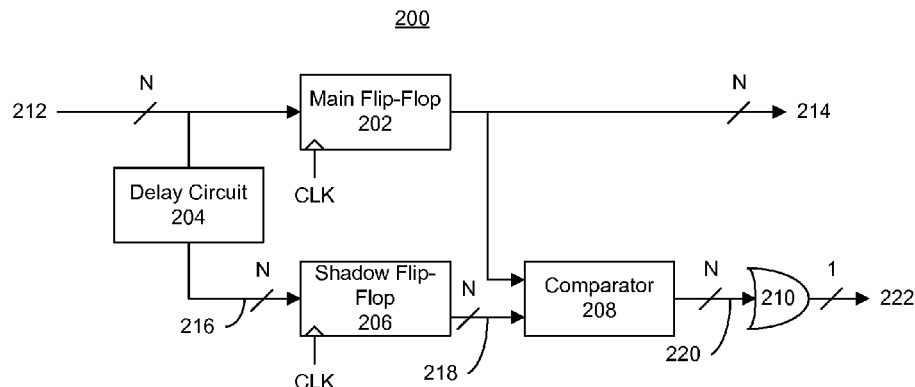 200
N
N
212
Main Flip-Flop
202
214
Delay Circuit
204
CLK
N
Shadow Flip-
Flop
206
N
Comparator
208
N
210
1
222
216
218
220
CLK